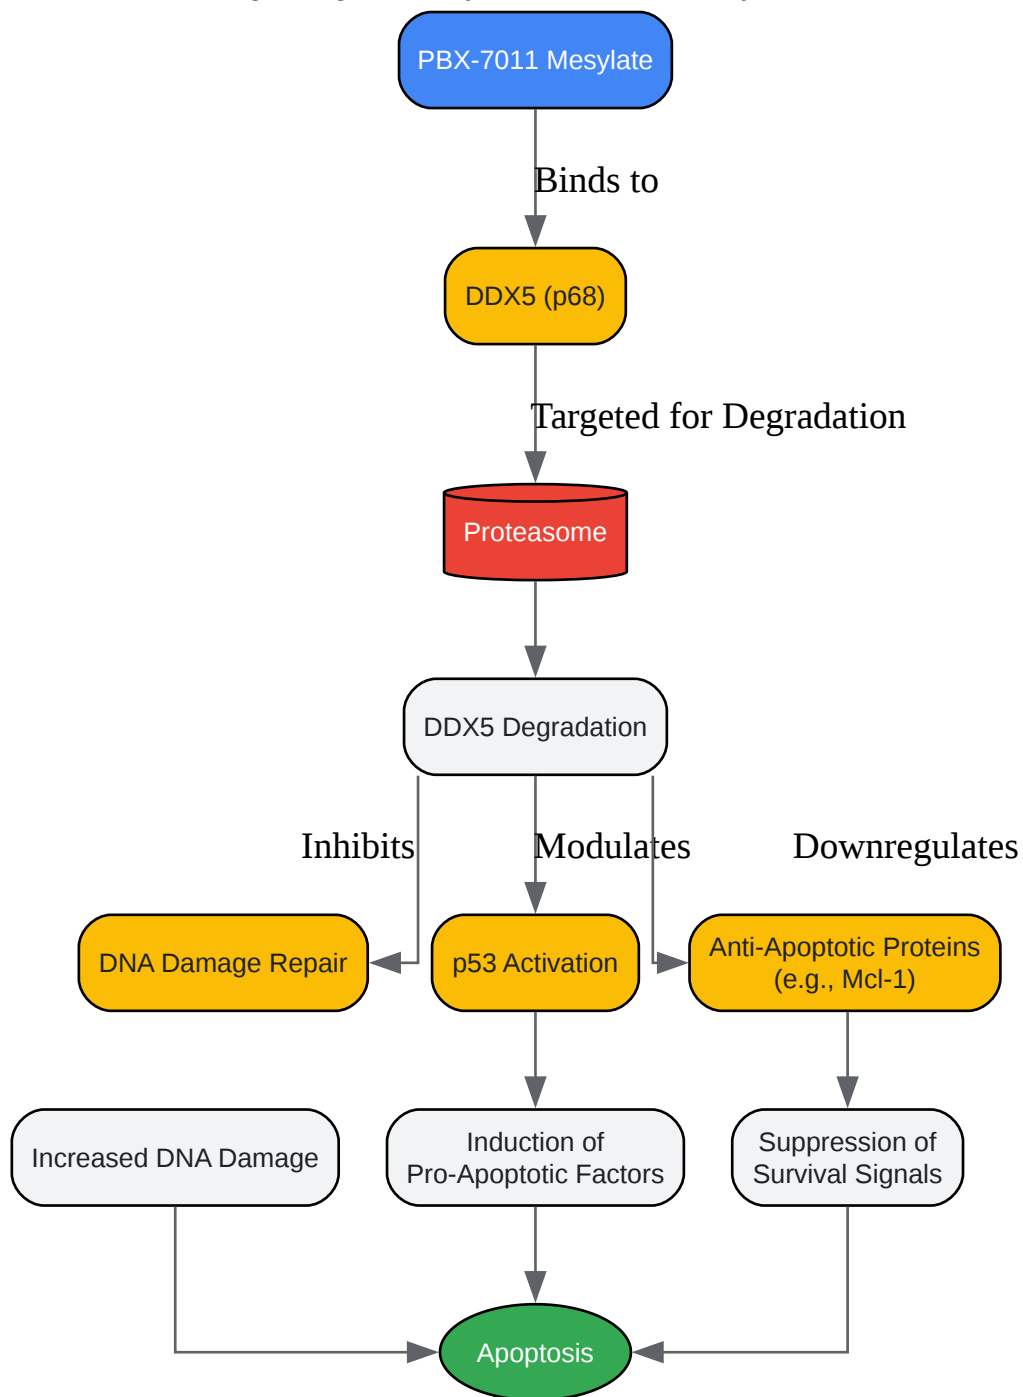 PBX-7011 Mesylate
Binds to
DDX5 (p68)
Targeted for Degradation
Proteasome
DDX5 Degradation
Inhibits
Modulates
Downregulates
DNA Damage Repair
p53 Activation
Anti-Apoptotic Proteins
(e.g., Mcl-1)
Increased DNA Damage
Induction of
Pro-Apoptotic Factors
Suppression of
Survival Signals
Apoptosis